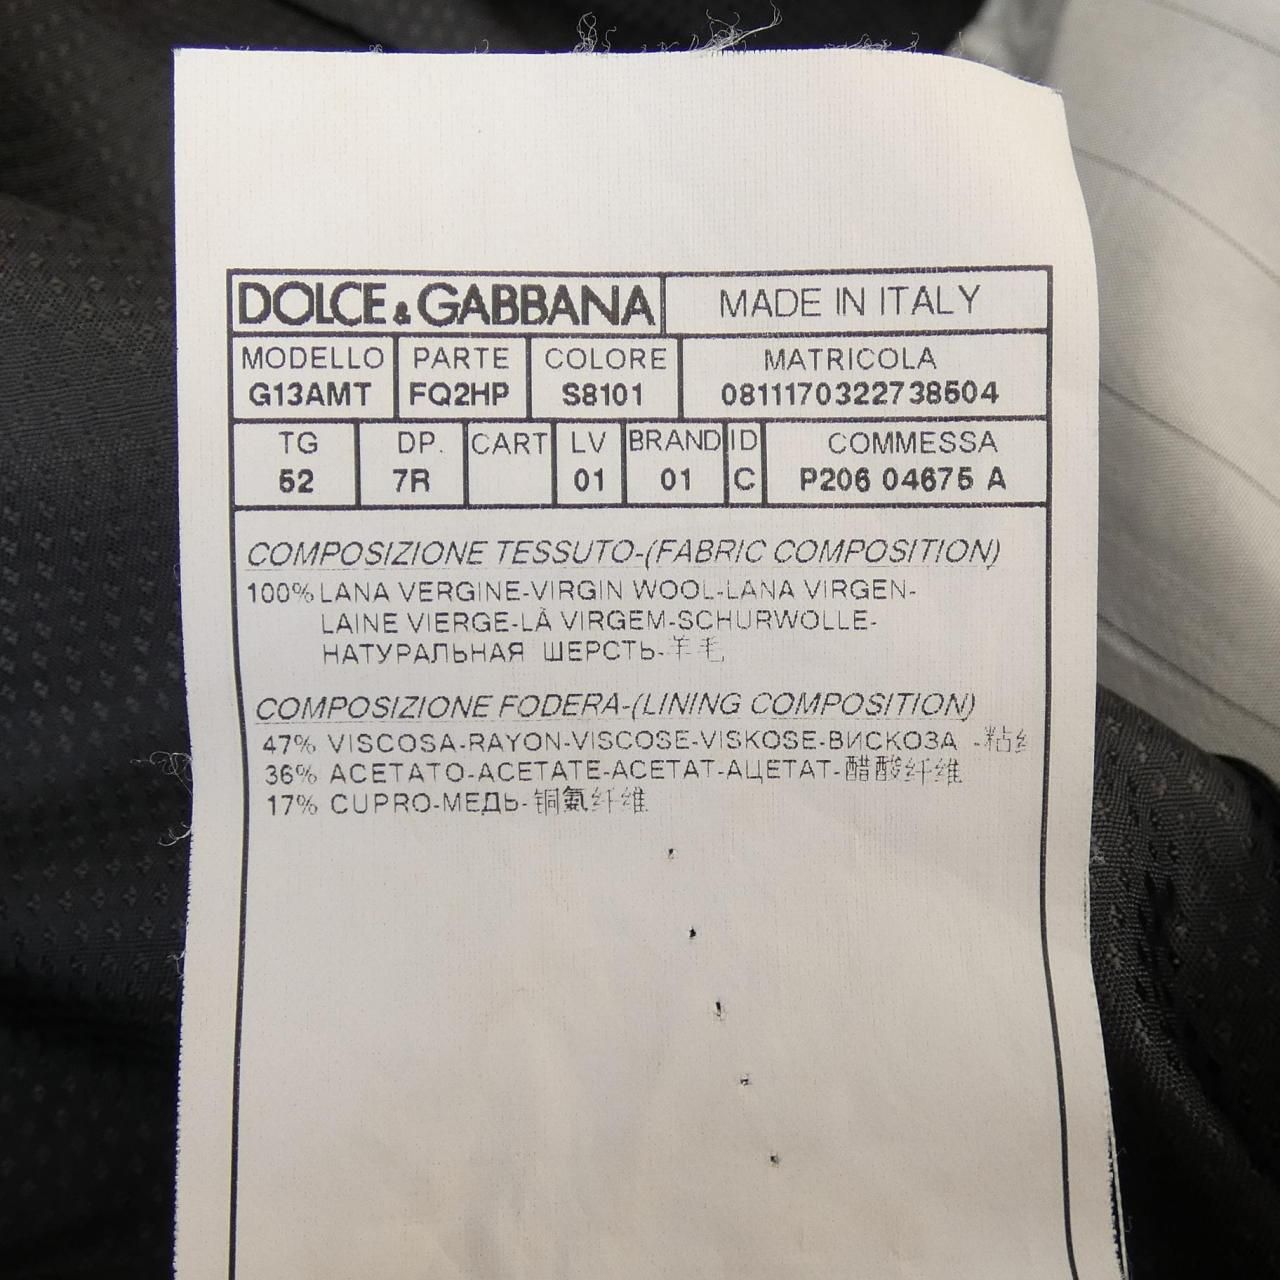 DOLCE & GABBANA MADE IN ITALY
MODELLO PARTE COLORE MATRICOLA
G13AMT FQ2HP S8101 0811170322738504
TG DP. CART LV BRAND ID COMMESSA
52 7R 01 01 C P206 04675 A
COMPOSIZIONE TESSUTO-(FABRIC COMPOSITION)
100% LANA VERGINE-VIRGIN WOOL-LANA VIRGEN-
LAINE VIERGE-LÀ VIRGEM-SCHURWOLLE-
НАТУРАЛЬНАЯ ШЕРСТЬ-羊毛
COMPOSIZIONE FODERA-(LINING COMPOSITION)
47% VISCOSA-RAYON-VISCOSE-VISKOSE-ВИСКОЗА -粘
36% ACETATO-ACETATE-ACETAT-АЦЕТАТ-醋酸纤维
17% CUPRO-МЕДЬ-铜氨纤维